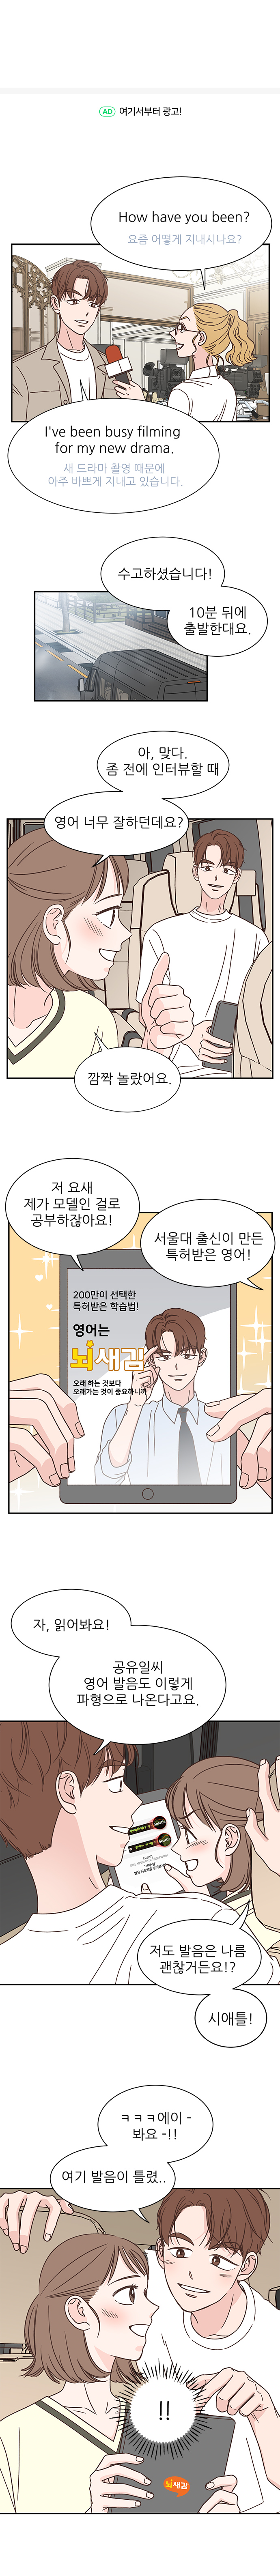 AD 여기서부터 광고!
How have you been?
요즘 어떻게 지내시나요?
I've been busy filming
for my new drama.
새 드라마 촬영 때문에
아주 바쁘게 지내고 있습니다.
수고하셨습니다!
10분 뒤에
출발한대요.
아, 맞다.
좀 전에 인터뷰할 때
영어 너무 잘하던데요?
깜짝 놀랐어요.
저 요새
제가 모델인 걸로
공부하잖아요!
서울대 출신이 만든
특허받은 영어!
200만이 선택한
특허받은 학습법!
영어는
뇌새김
오래 하는 것보다
오래가는 것이 중요하니까
자, 읽어봐요!
공유일씨
영어 발음도 이렇게
파형으로 나온다고요.
저도 발음은 나름
괜찮거든요!?
시애틀!
ㅋㅋㅋ에이 -
봐요 -!!
여기 발음이 틀렸..
!!
뇌새김